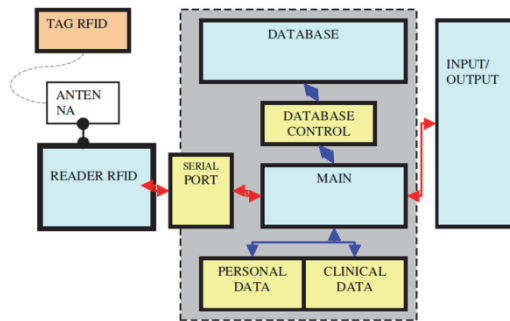 TAG RFID
ANTEN
NA
READER RFID
SERIAL
PORT
DATABASE
DATABASE
CONTROL
MAIN
PERSONAL
DATA
CLINICAL
DATA
INPUT/
OUTPUT